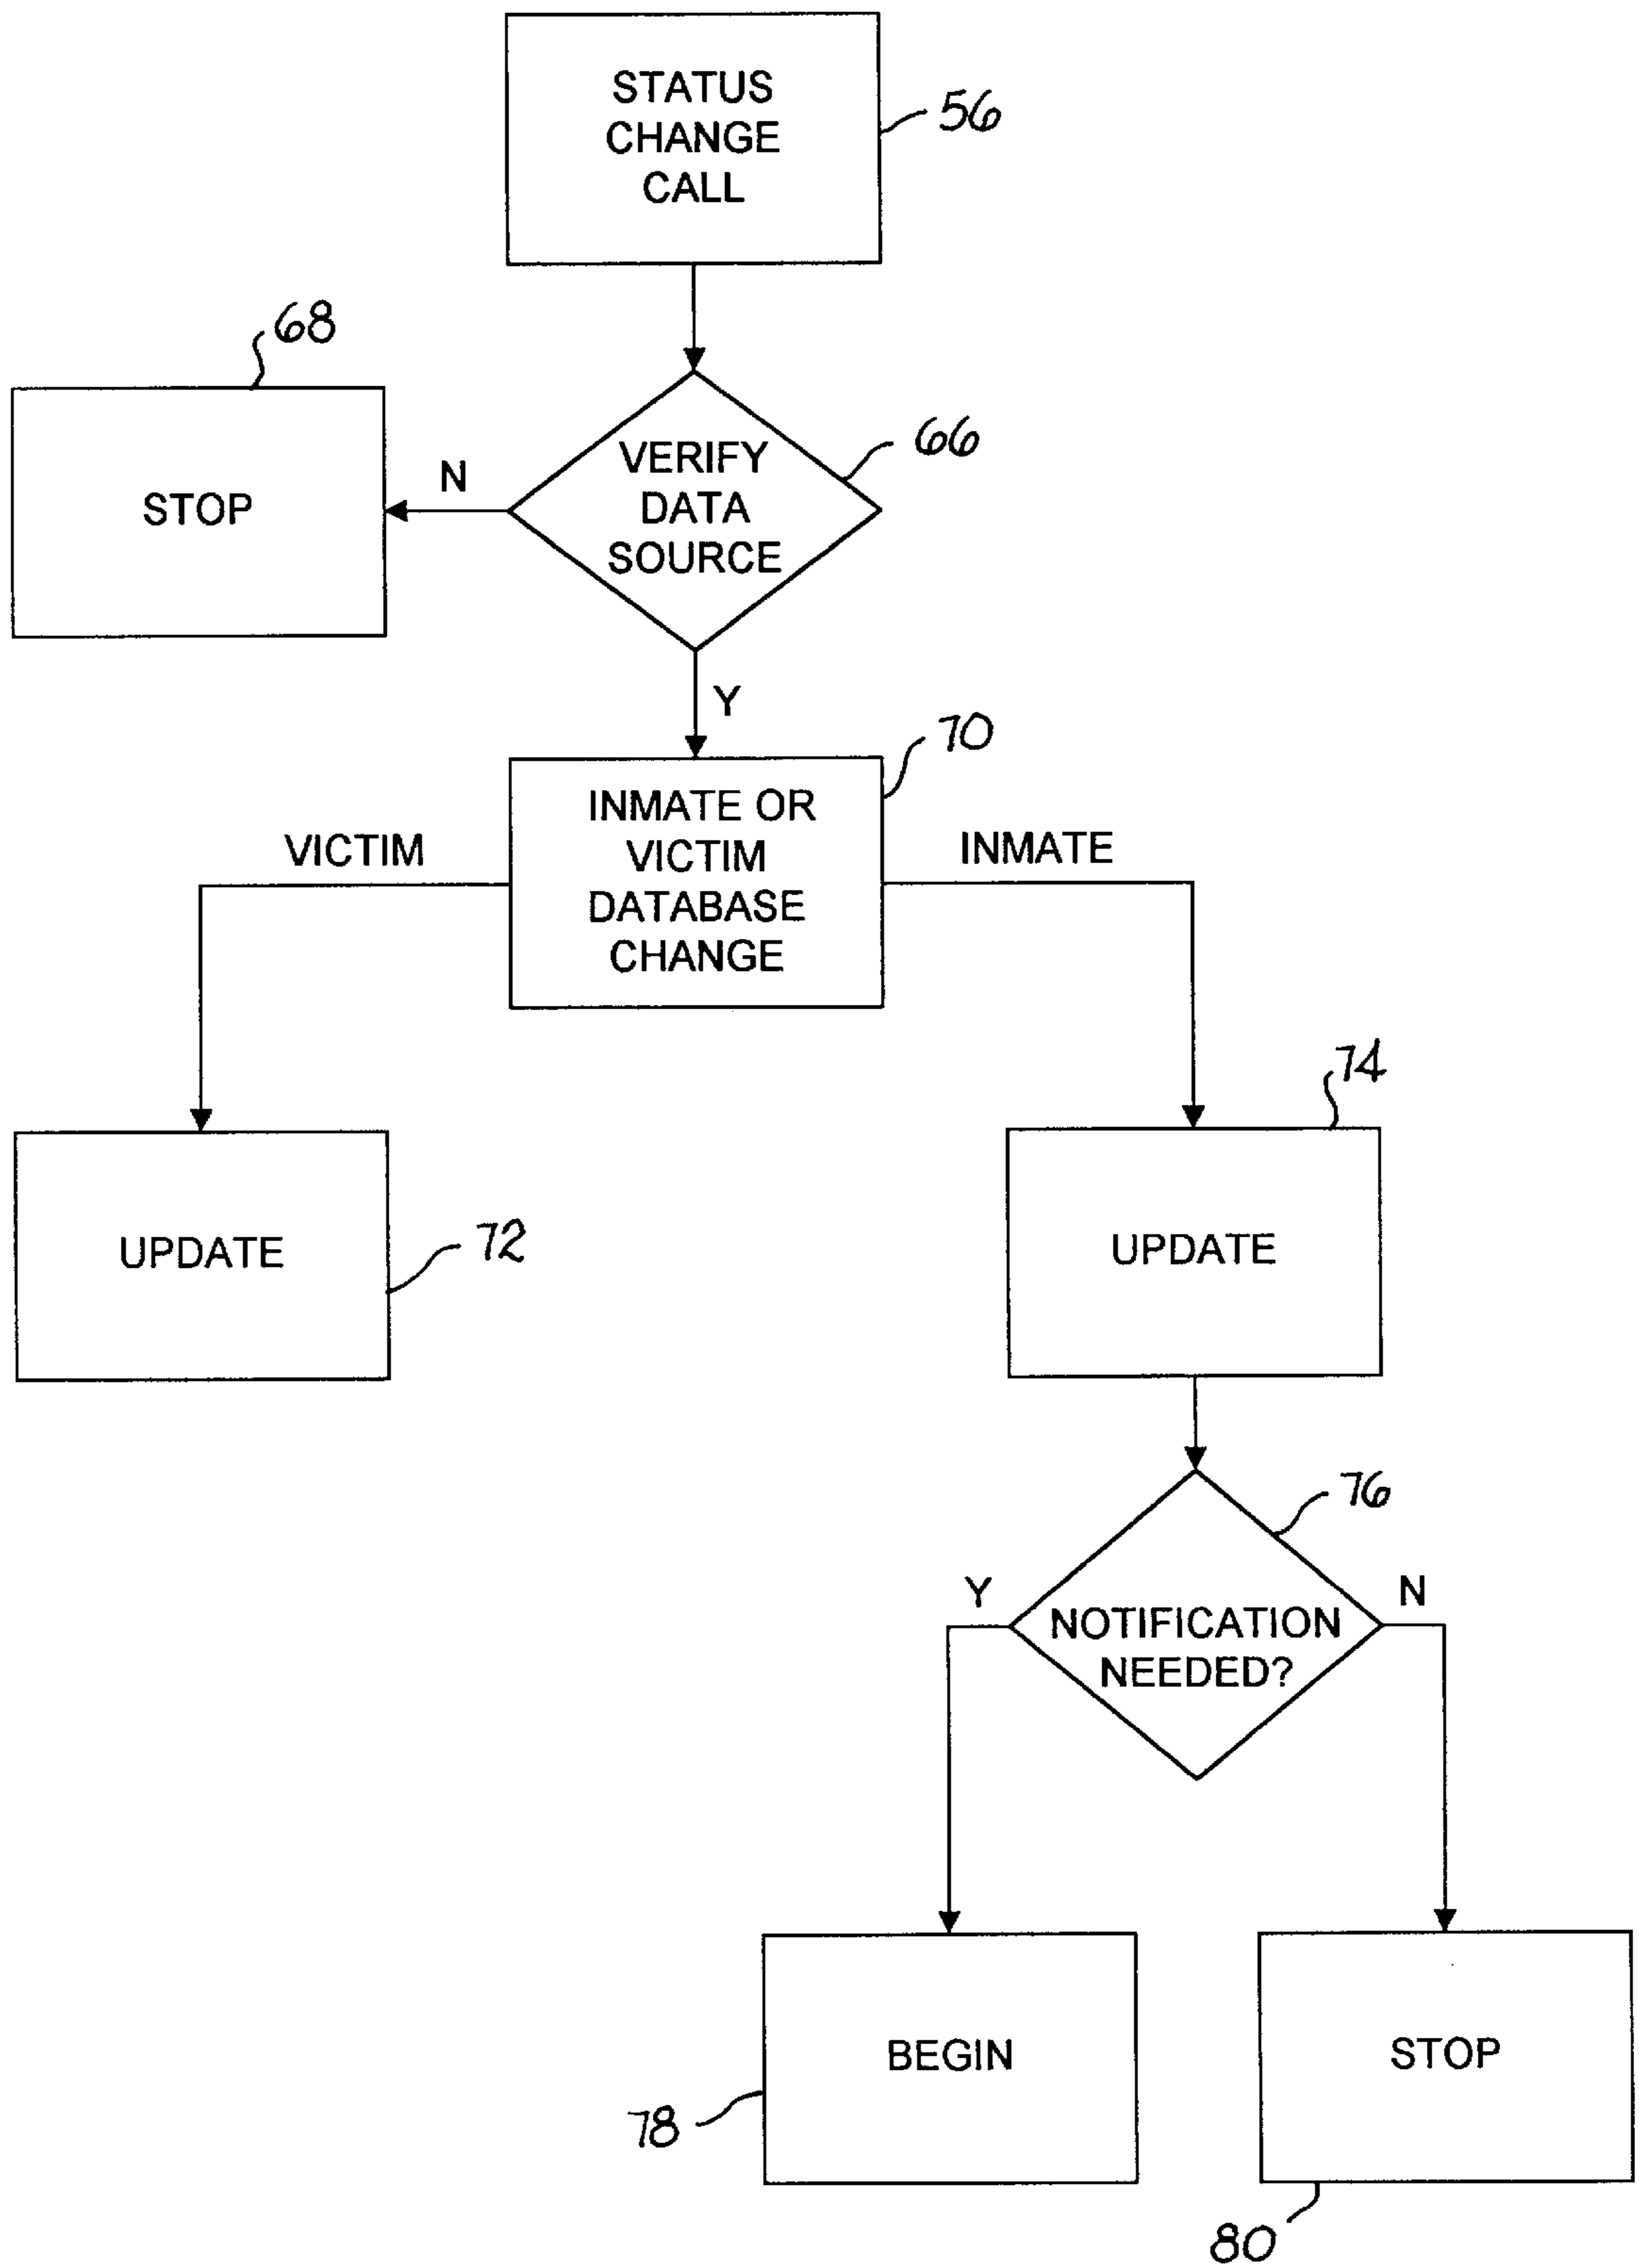 STATUS
CHANGE
CALL
56
68
VERIFY
DATA
SOURCE
66
N
STOP
Y
70
INMATE OR
VICTIM
DATABASE
CHANGE
VICTIM
INMATE
74
UPDATE
72
UPDATE
76
Y
N
NOTIFICATION
NEEDED?
BEGIN
STOP
78
80